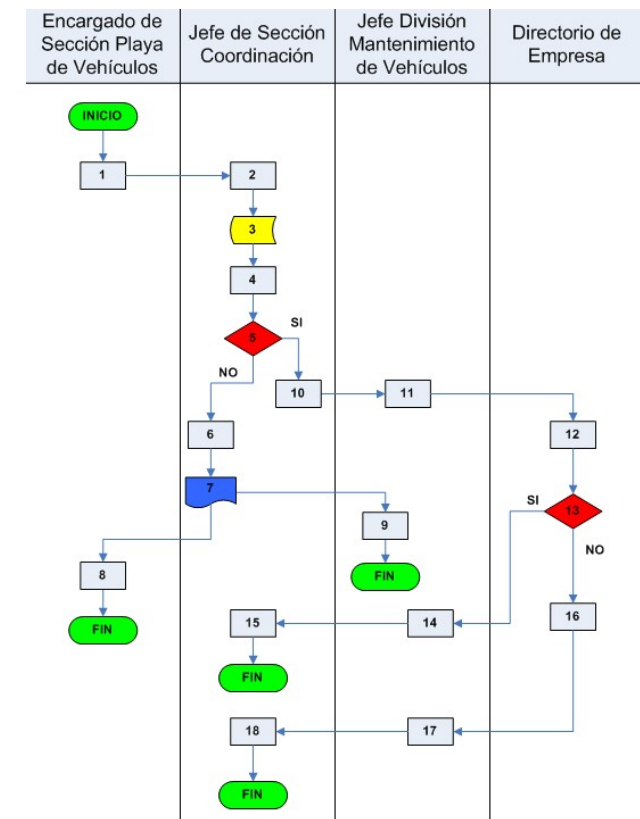 Encargado de
Sección Playa
de Vehículos
Jefe de Sección
Coordinación
Jefe División
Mantenimiento
de Vehículos
Directorio de
Empresa
INICIO
1
2
3
4
5
SI
NO
10
11
6
12
7
SI
13
9
NO
8
FIN
FIN
15
14
16
FIN
18
17
FIN